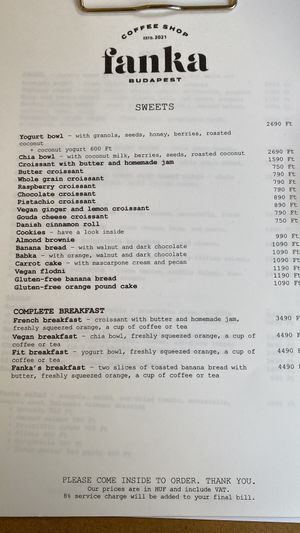 COFFEE SHOP
ESTD. 2021
fanka
BUDAPEST
SWEETS
2690 Ft
Yogurt bowl – with granola, seeds, honey, berries, roasted
coconut
+ coconut yogurt 600 Ft
Chia bowl – with coconut milk, berries, seeds, roasted coconut 2690 Ft
Croissant with butter and homemade jam 1590 Ft
Butter croissant 750 Ft
Whole grain croissant 790 Ft
Raspberry croissant 790 Ft
Chocolate croissant 790 Ft
Pistachio croissant 890 Ft
Vegan ginger and lemon croissant 890 Ft
Gouda cheese croissant 790 Ft
Danish cinnamon roll 750 Ft
Cookies – have a look inside
Almond brownie 990 Ft
Banana bread – with walnut and dark chocolate 1090 Ft
Babka – with orange, walnut and dark chocolate 1090 Ft
Carrot cake – with mascarpone cream and pecan 1090 Ft
Vegan flodni 1190 Ft
Gluten-free banana bread 1190 Ft
Gluten-free orange pound cake 1090 Ft
COMPLETE BREAKFAST
French breakfast – croissant with butter and homemade jam, 3490 F
freshly squeezed orange, a cup of coffee or tea
Vegan breakfast – chia bowl, freshly squeezed orange, a cup of 4490
coffee or tea
Fit breakfast – yogurt bowl, freshly squeezed orange, a cup of 4490
coffee or tea
Fanka's breakfast – two slices of toasted banana bread with 4490
butter, freshly squeezed orange, a cup of coffee or tea
PLEASE COME INSIDE TO ORDER. THANK YOU.
Our prices are in HUF and include VAT.
8% service charge will be added to your final bill.